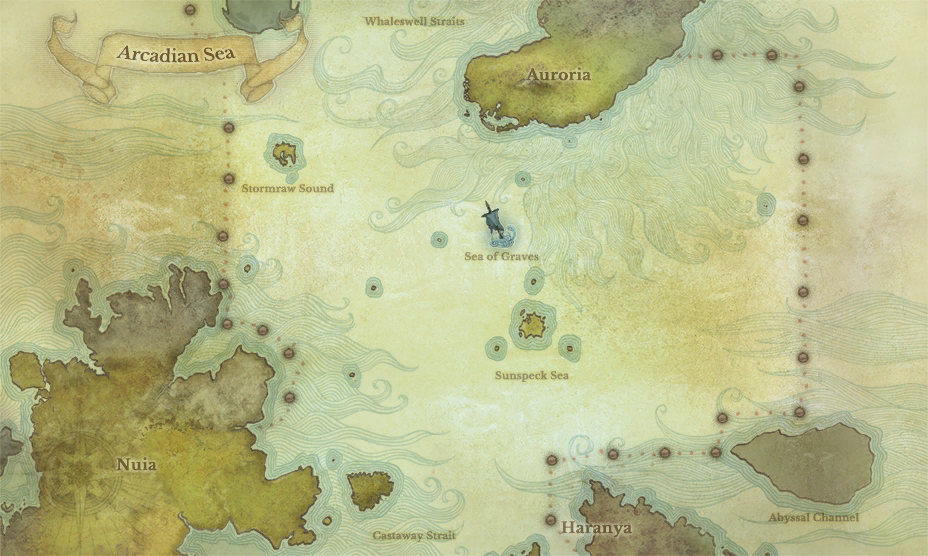 Whaleswell Straits
Arcadian Sea
Auroria
Stormraw Sound
Sea of Graves
Sunspeck Sea
Nuia
Abyssal Channel
Haranya
Castaway Strait